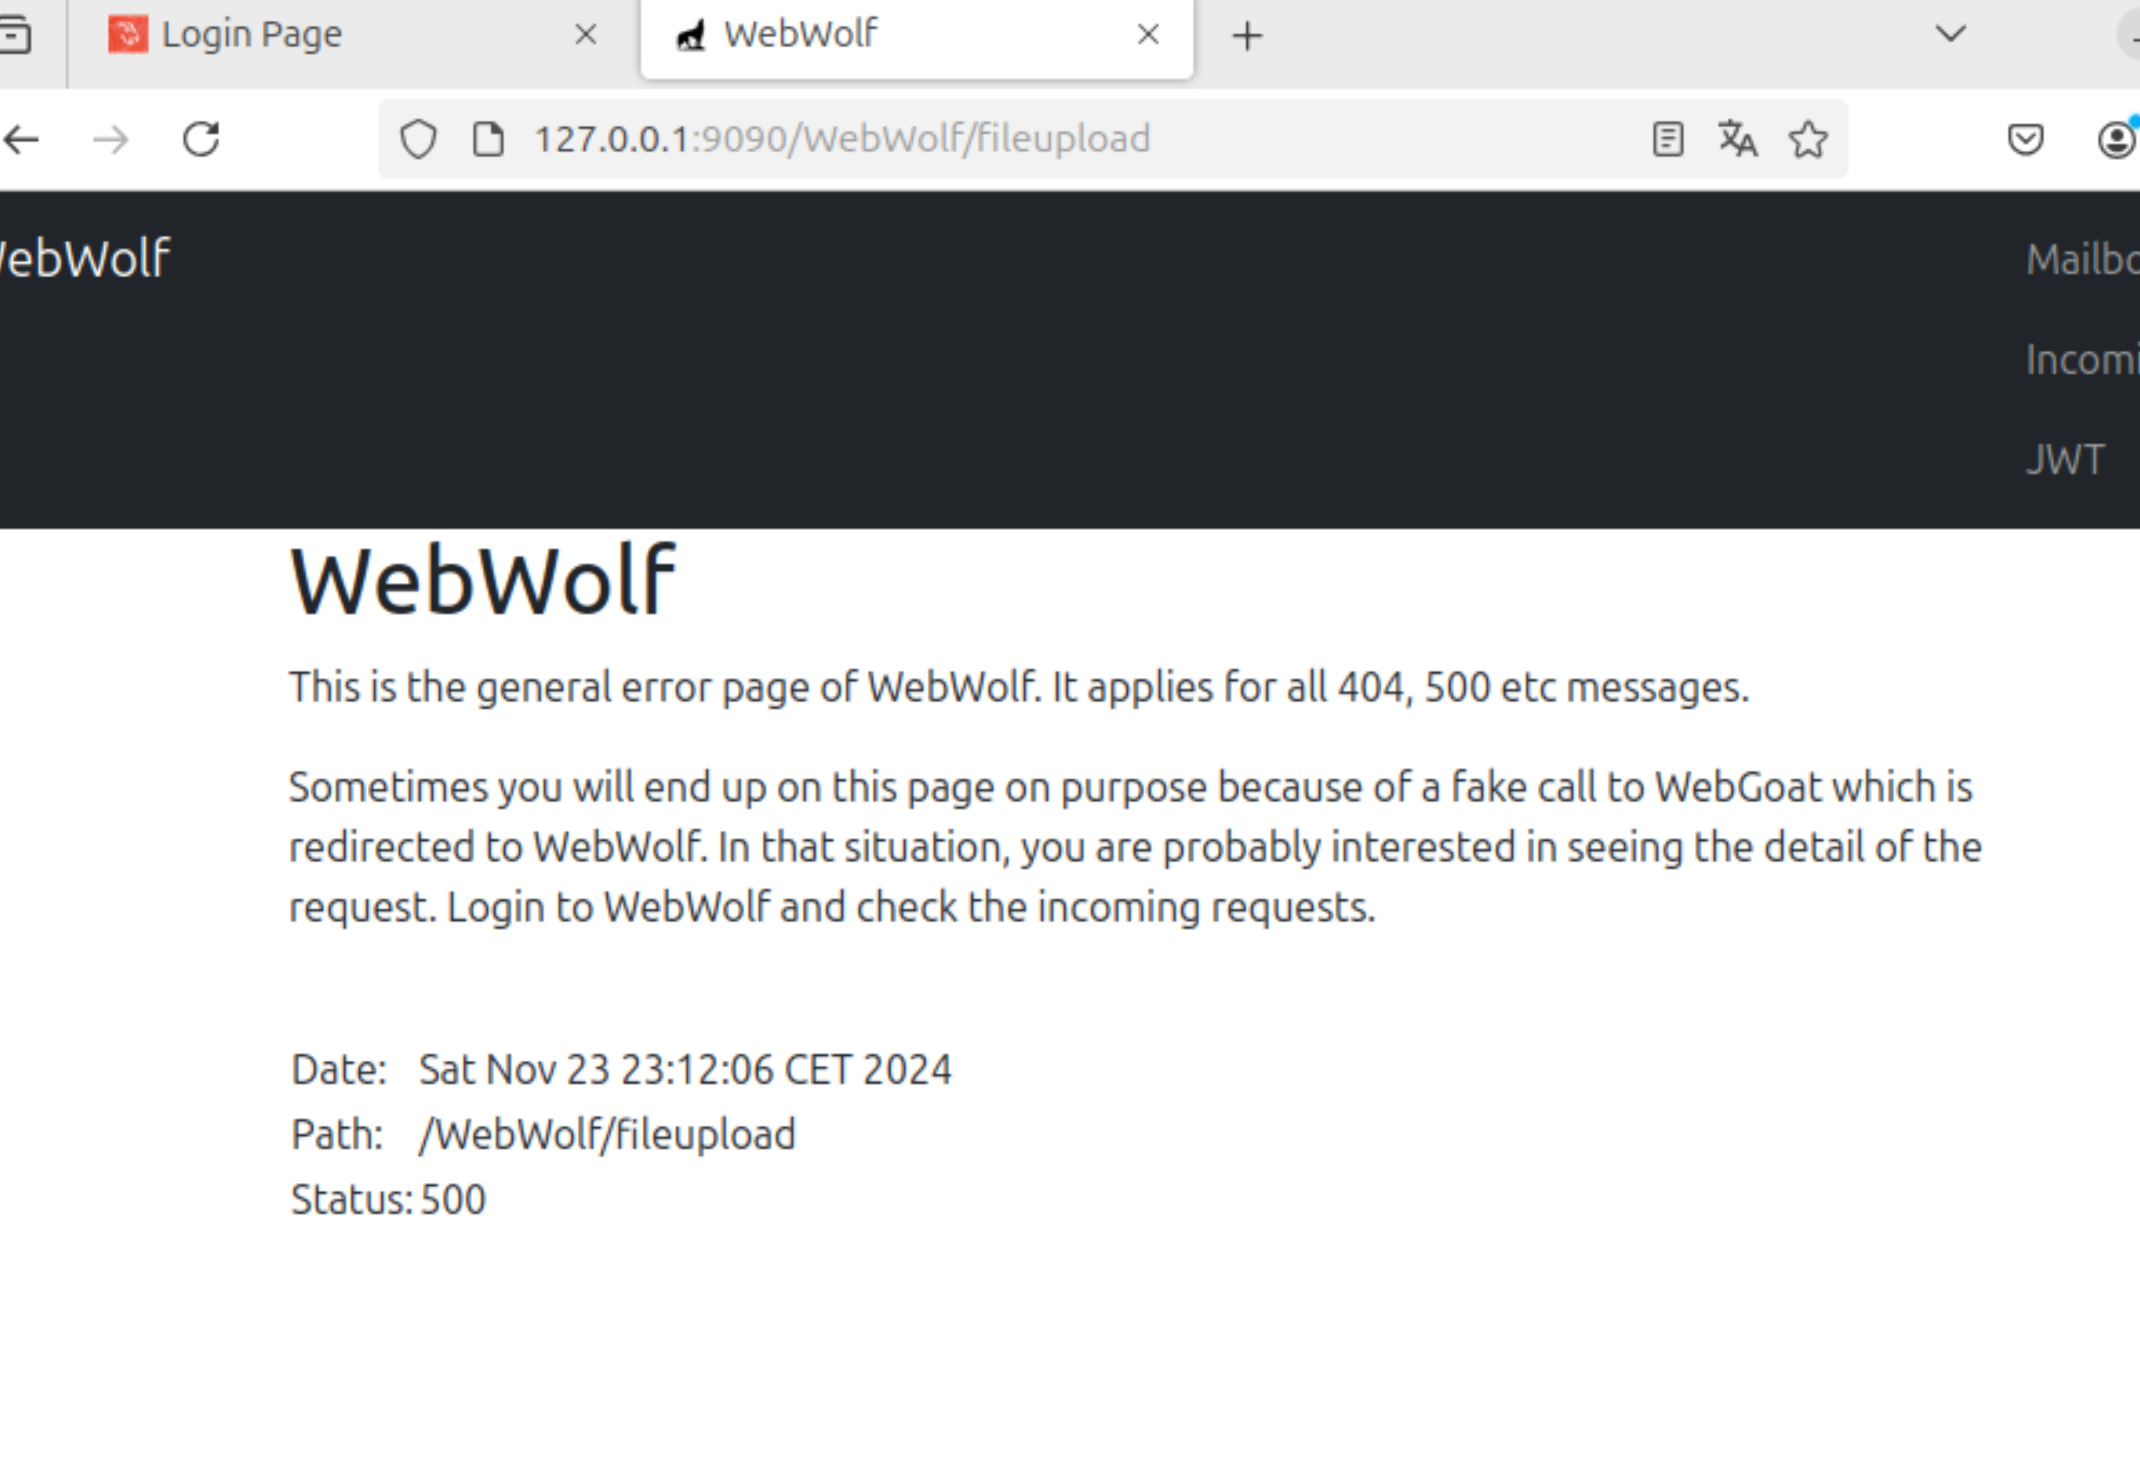 Login Page
WebWolf
127.0.0.1:9090/WebWolf/fileupload
WebWolf
Mailbo
Incomi
JWT
WebWolf
This is the general error page of WebWolf. It applies for all 404, 500 etc messages.
Sometimes you will end up on this page on purpose because of a fake call to WebGoat which is
redirected to WebWolf. In that situation, you are probably interested in seeing the detail of the
request. Login to WebWolf and check the incoming requests.
Date: Sat Nov 23 23:12:06 CET 2024
Path: /WebWolf/fileupload
Status: 500